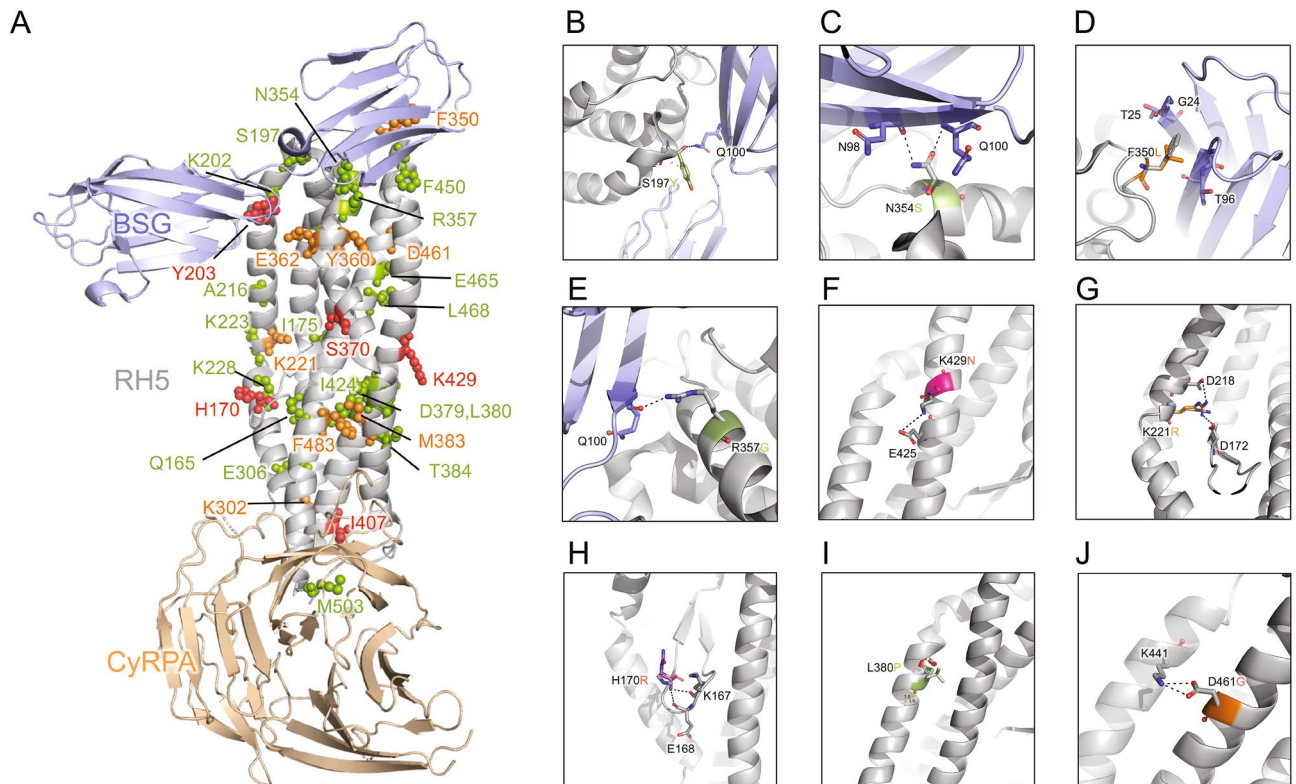 A
N354
S197
F350
K202
F450
R357
BSG
Y203
E362
Y360
D461
A216
E465
L468
K223
I175
K221
S370
K429
K228
RH5
I424
H170
D379,L380
F483
M383
Q165
E306
T384
K302
I407
M503
CyRPA
B
Q100
S197Y
C
N98
Q100
N354S
D
G24
T25
F350L
T96
E
Q100
R357G
F
K429N
E425
G
D218
K221R
D172
H
H170R
K167
E168
I
L380P
J
K441
D461G